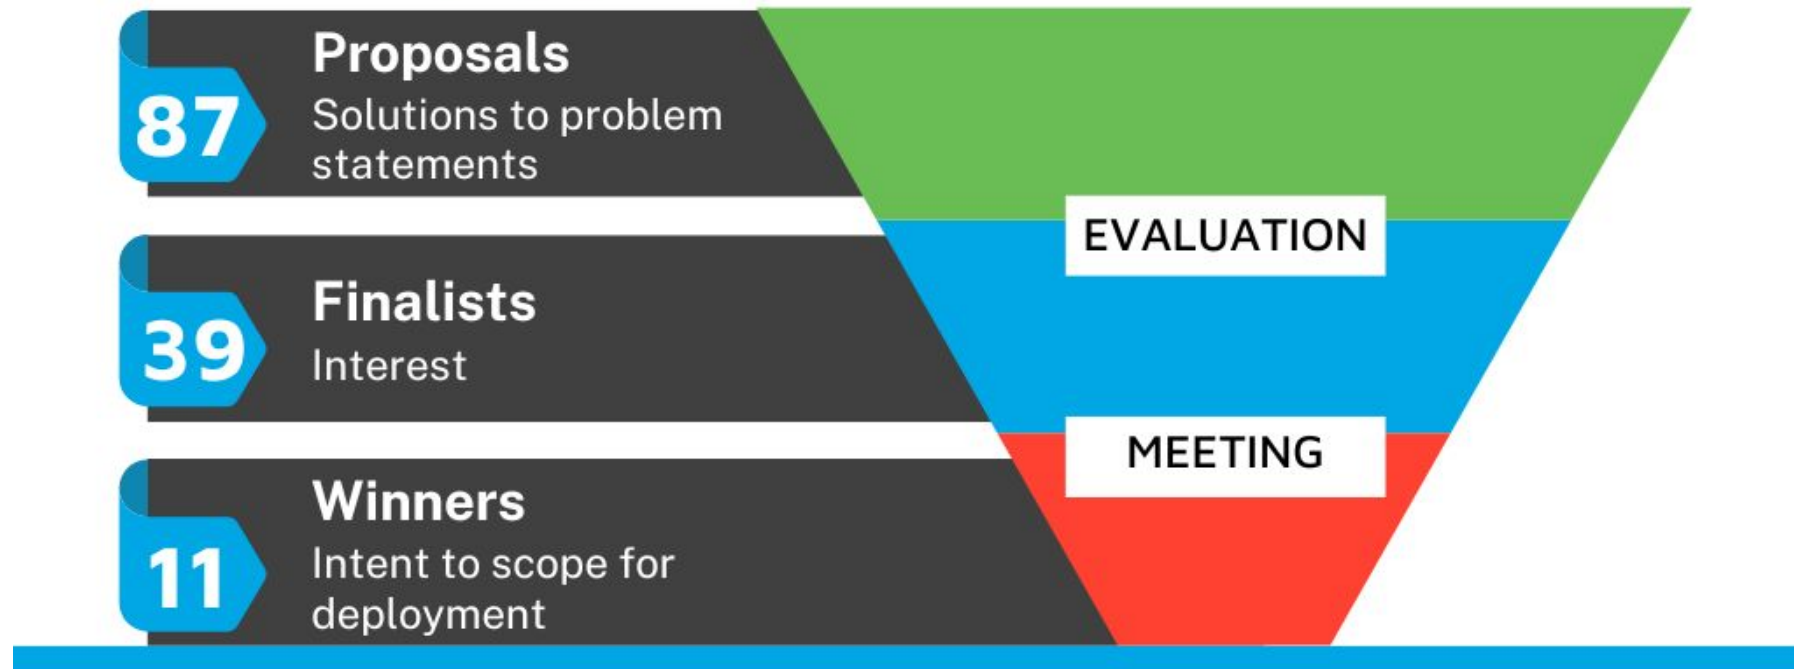 87
Proposals
Solutions to problem
statements
EVALUATION
39
Finalists
Interest
MEETING
11
Winners
Intent to scope for
deployment